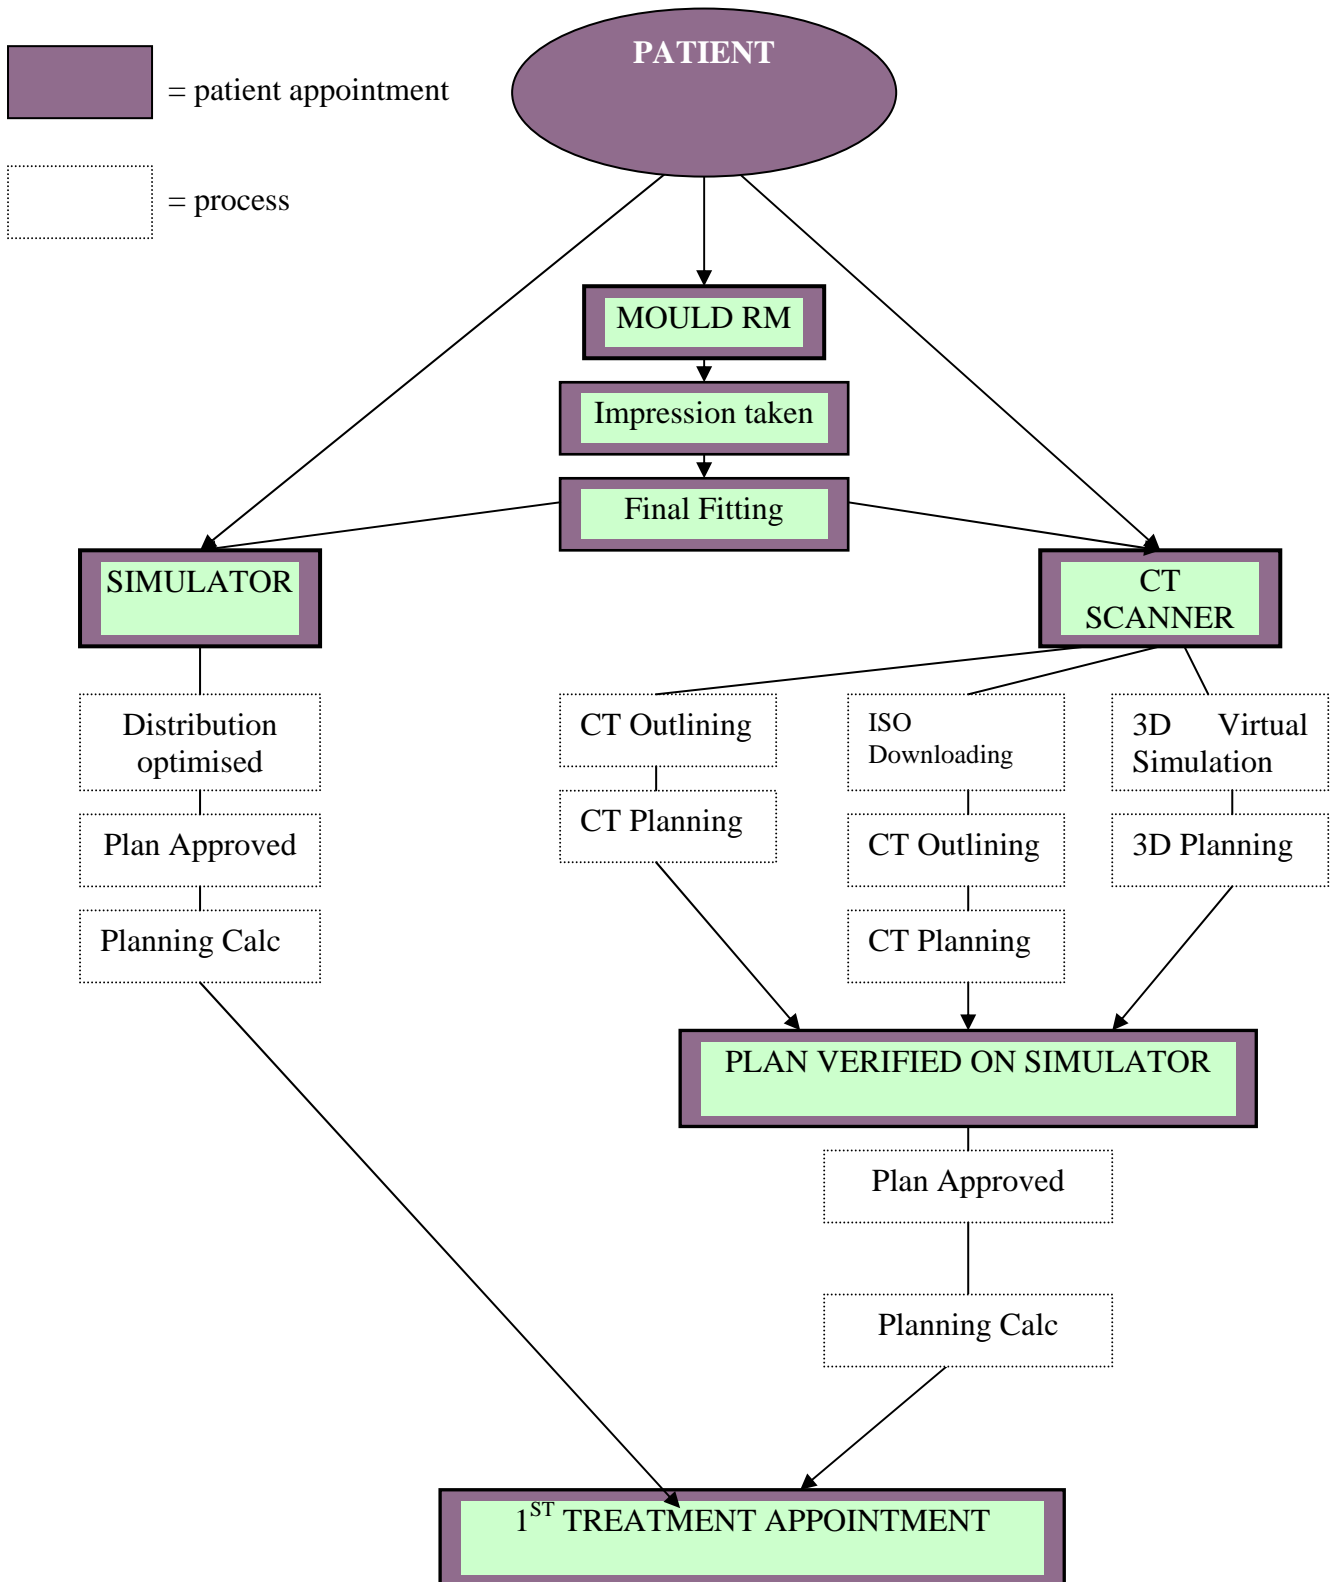 PATIENT
= patient appointment
= process
MOULD RM
Impression taken
Final Fitting
SIMULATOR
CT
SCANNER
Distribution
optimised
Plan Approved
Planning Calc
CT Outlining
CT Planning
ISO
Downloading
CT Outlining
CT Planning
3D Virtual
Simulation
3D Planning
PLAN VERIFIED ON SIMULATOR
Plan Approved
Planning Calc
1ST TREATMENT APPOINTMENT